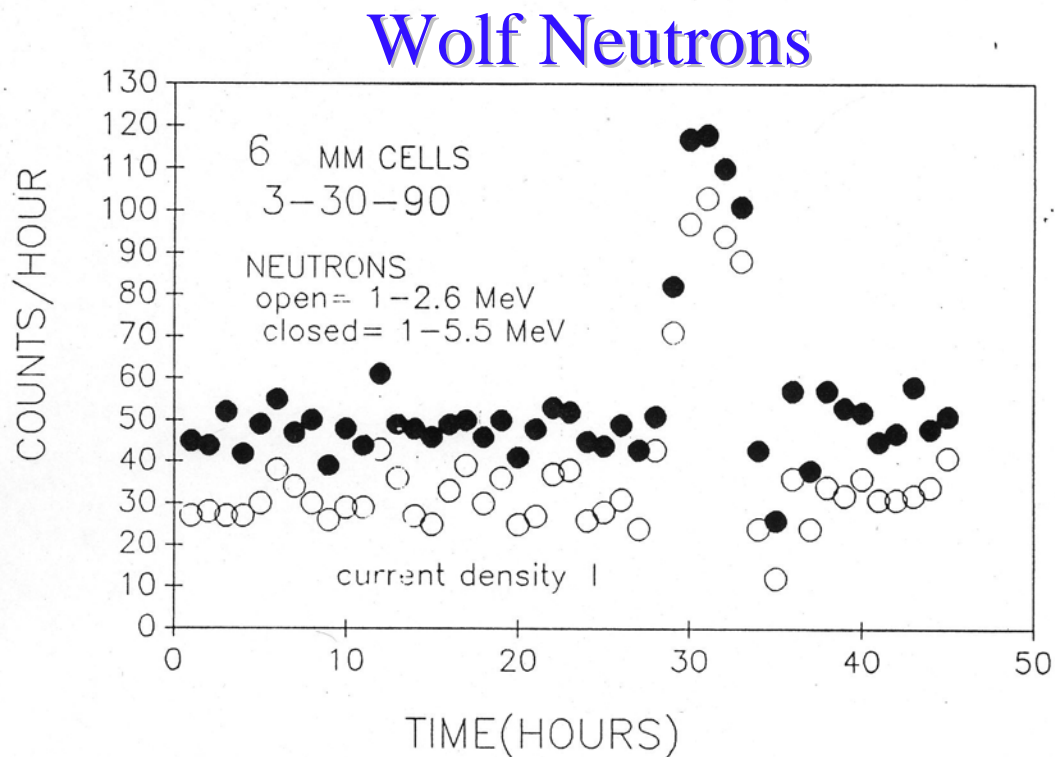 Wolf Neutrons
130
120
110
100
90
80
70
60
50
40
30
20
10
0
COUNTS/HOUR
6 MM CELLS
3-30-90
NEUTRONS
open= 1-2.6 MeV
closed= 1-5.5 MeV
current density I
0 10 20 30 40 50
TIME(HOURS)